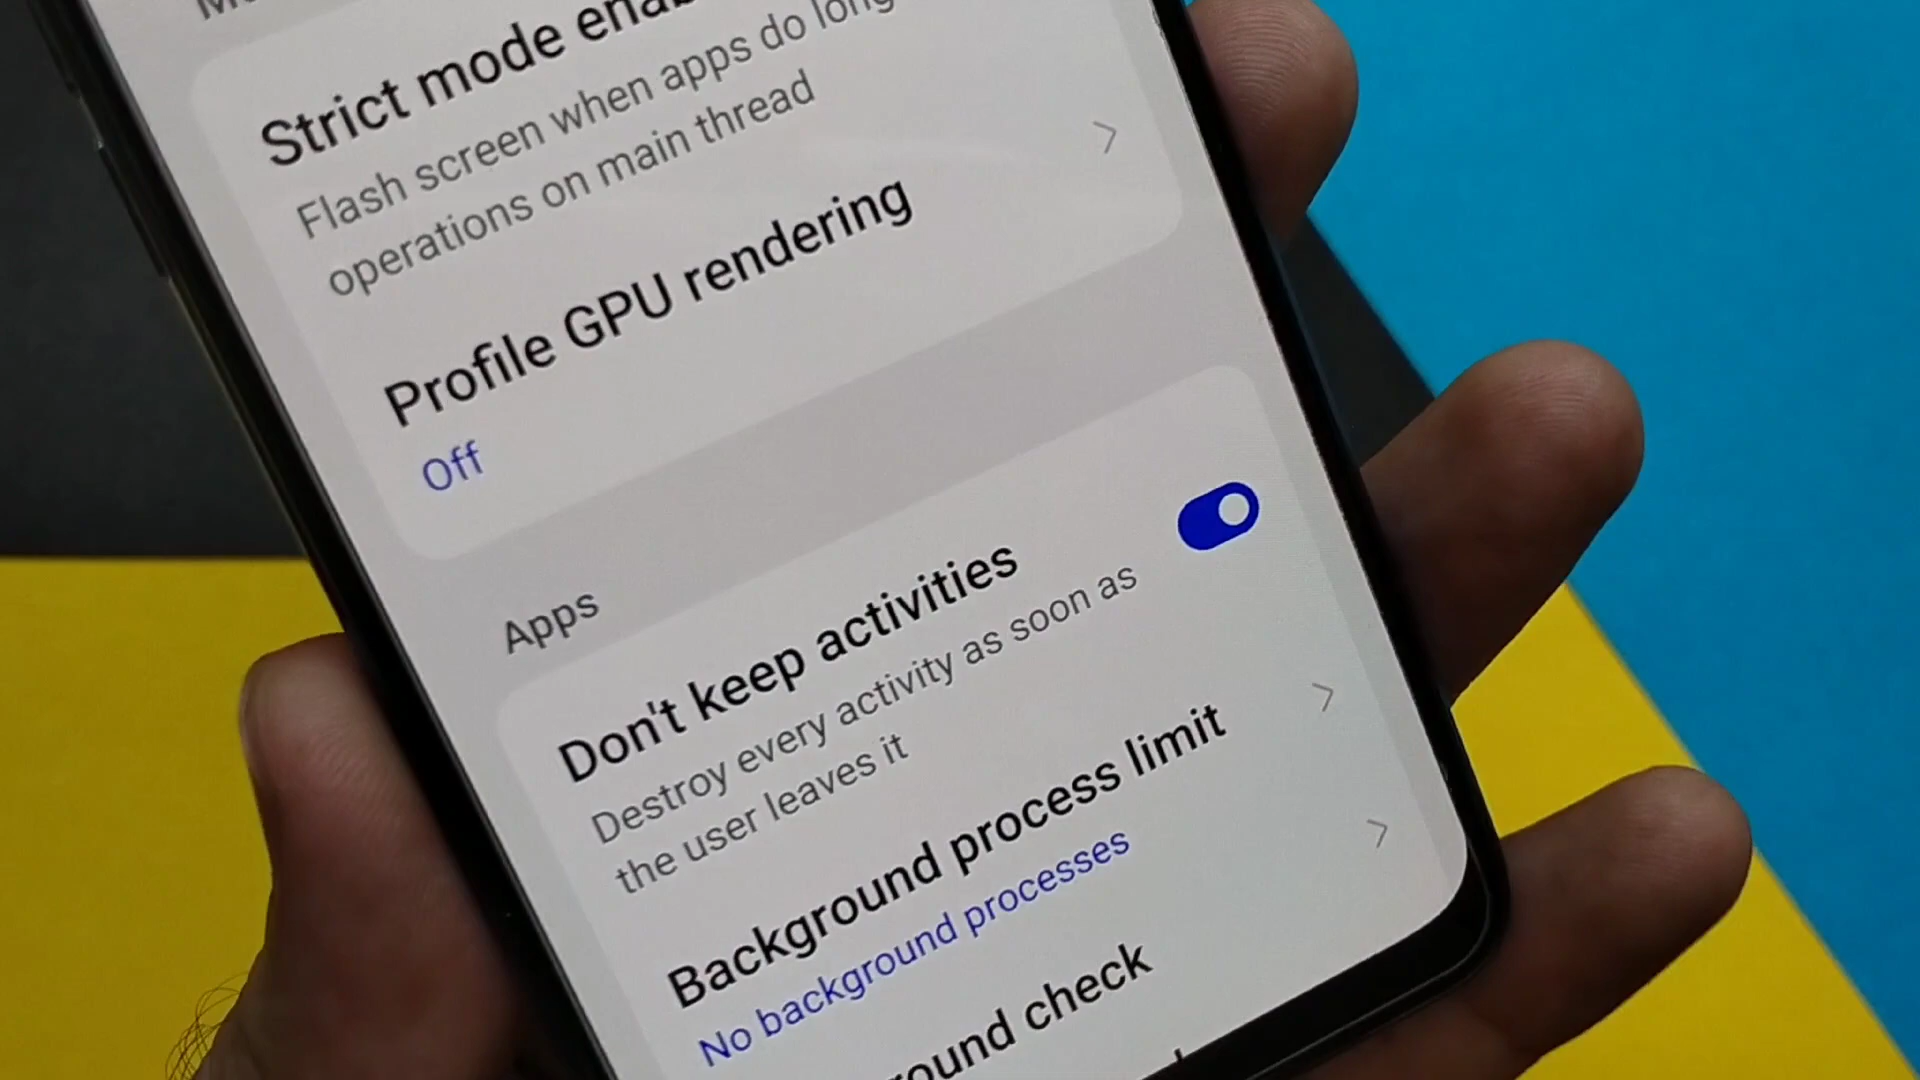 Strict mode enab
Flash screen when apps do long
operations on main thread
Profile GPU rendering
Off
Apps
Don't keep activities
Destroy every activity as soon as
the user leaves it
Background process limit
No background processes
round check